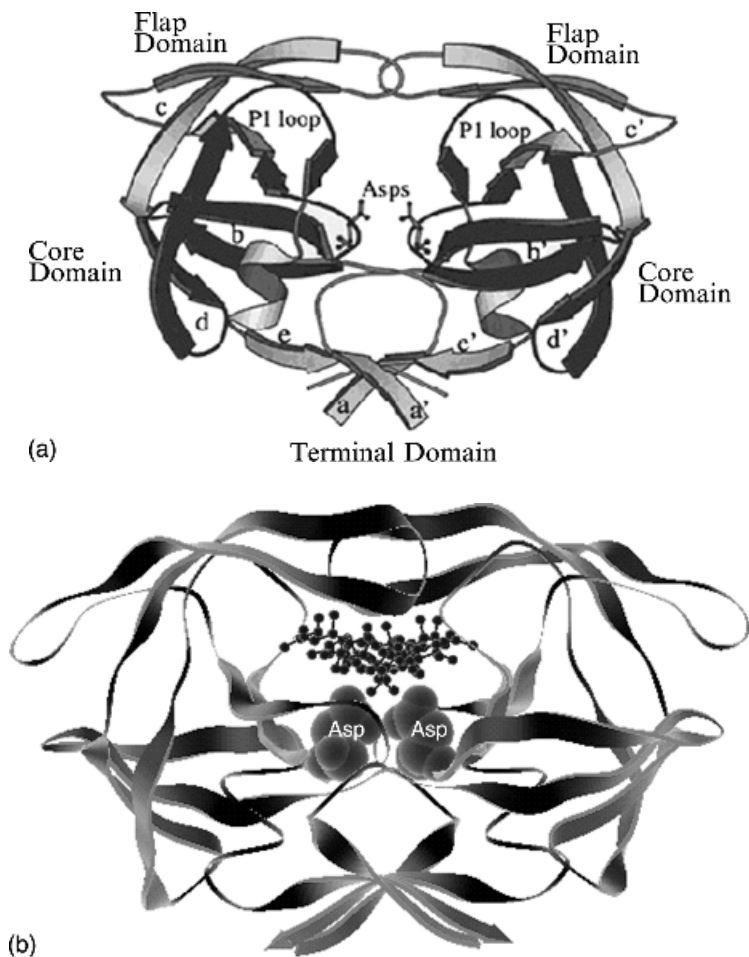 Flap
Domain
Flap
Domain
c
P1 loop
P1 loop
c'
Asps
b
h'
Core
Domain
Core
Domain
d
e
c'
d'
a
a'
(a)
Terminal Domain
Asp
Asp
(b)